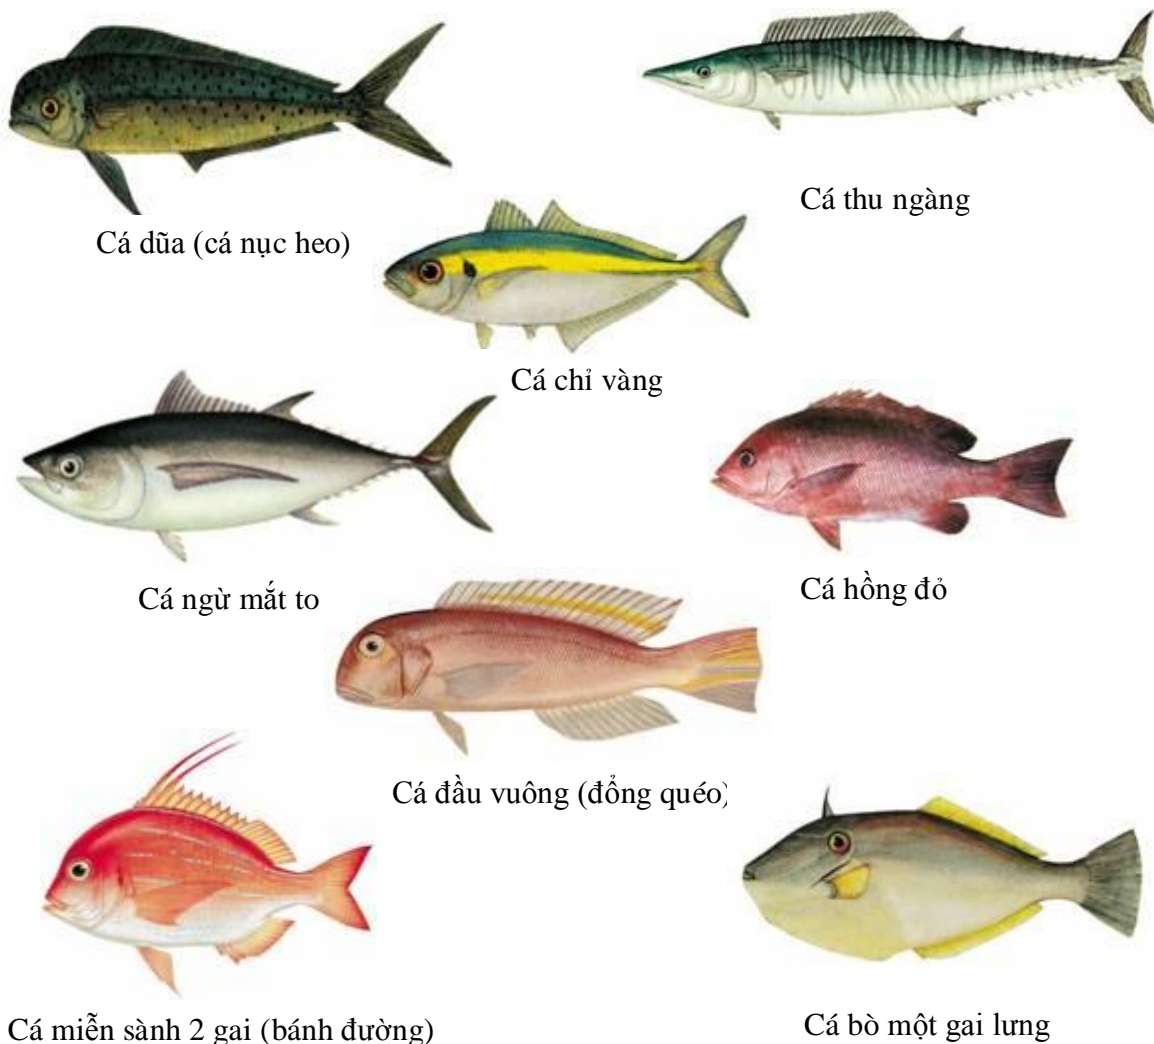 Cá thu ngàng
Cá dũa (cá nục heo)
Cá chỉ vàng
Cá ngừ mắt to
Cá hồng đỏ
Cá đầu vuông (đổng quéo)
Cá miễn sành 2 gai (bánh đường)
Cá bò một gai lưng